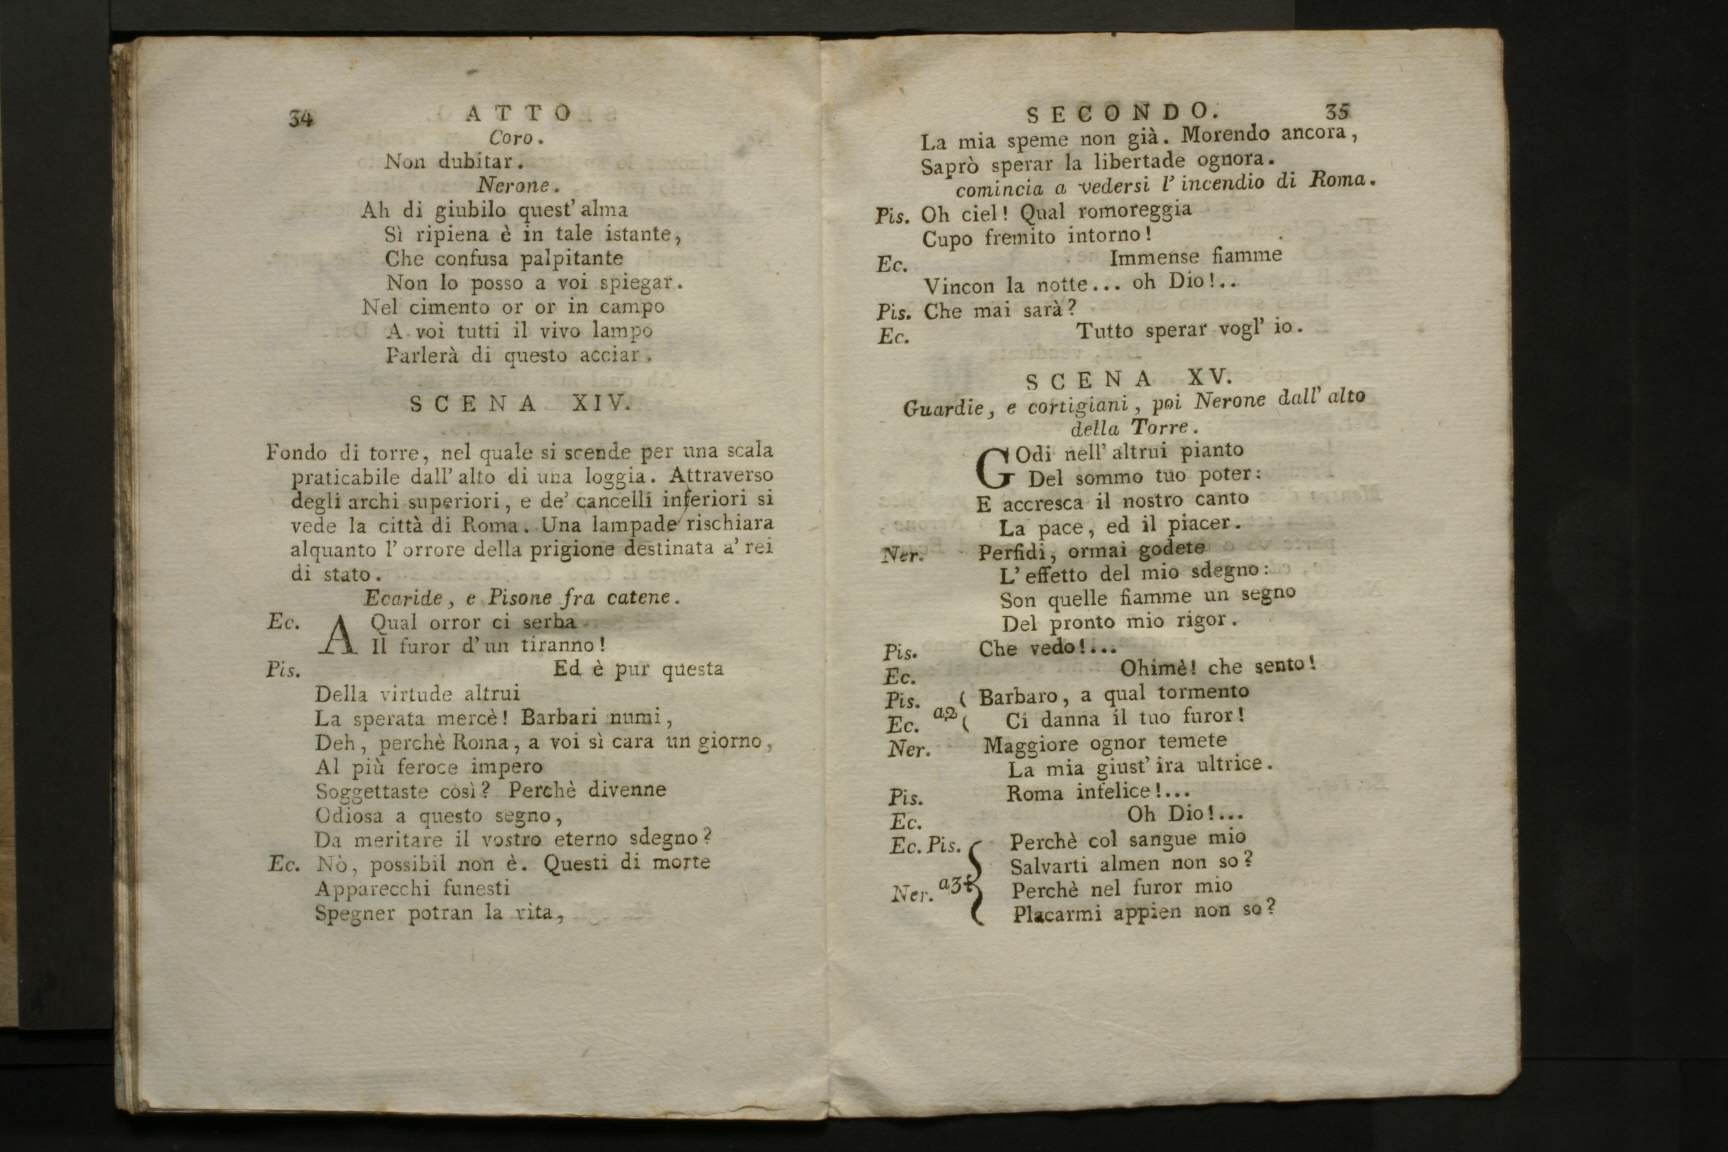 34 ATTO
Coro.
Non dubitar.
Nerone.
Ah di giubilo quest' alma
Sì ripiena è in tale istante,
Che confusa palpitante
Non lo posso a voi spiegar.
Nel cimento or or in campo
A voi tutti il vivo lampo
Parlerà di questo acciar.
SCENA XIV.
Fondo di torre, nel quale si scende per una scala
praticabile dall' alto di una loggia. Attraverso
degli archi superiori, e de' cancelli inferiori si
vede la città di Roma. Una lampade rischiara
alquanto l' orrore della prigione destinata a' rei
di stato.
Ecaride, e Pisone fra catene.
Ec. A Qual orror ci serba
Il furor d' un tiranno!
Pis. Ed è pur questa
Della virtude altrui
La sperata mercè! Barbari numi,
Deh, perchè Roma, a voi sì cara un giorno,
Al più feroce impero
Soggettaste così? Perchè divenne
Odiosa a questo segno,
Da meritare il vostro eterno sdegno?
Ec. Nò, possibil non è. Questi di morte
Apparecchi funesti
Spegner potran la vita,
SECONDO. 35
La mia speme non già. Morendo ancora,
Saprò sperar la libertade ognora.
comincia a vedersi l' incendio di Roma.
Pis. Oh ciel! Qual romoreggia
Cupo fremito intorno!
Ec. Immense fiamme
Vincon la notte... oh Dio!..
Pis. Che mai sarà?
Ec. Tutto sperar vogl' io.
SCENA XV.
Guardie, e cortigiani, poi Nerone dall' alto
della Torre.
GOdi nell' altrui pianto
Del sommo tuo poter:
E accresca il nostro canto
La pace, ed il piacer.
Ner. Perfidi, ormai godete
L' effetto del mio sdegno:
Son quelle fiamme un segno
Del pronto mio rigor.
Pis. Che vedo!...
Ec. Ohimè! che sento!
Pis. ( Barbaro, a qual tormento
Ec. a2 ( Ci danna il tuo furor!
Ner. Maggiore ognor temete
La mia giust' ira ultrice.
Pis. Roma infelice!...
Ec. Oh Dio!...
Ec. Pis. Perchè col sangue mio
Salvarti almen non so?
Ner. a3 Perchè nel furor mio
Placarmi appien non so?